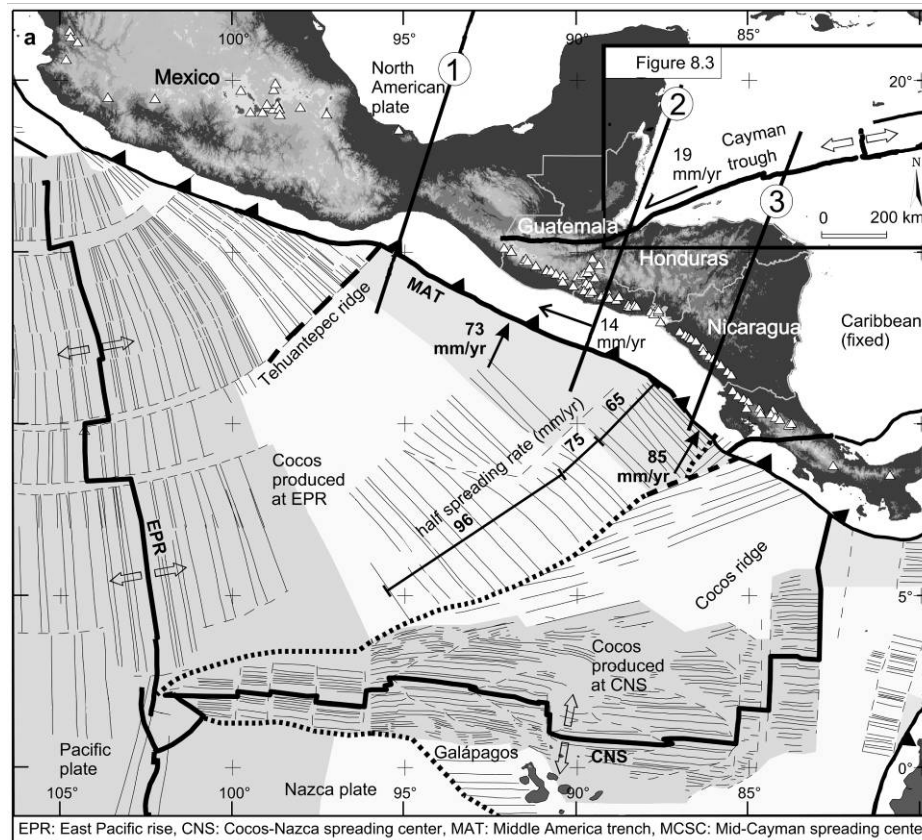 a
100°
95°
90°
85°
Mexico
North
American
plate
1
Figure 8.3
20°
2
Cayman
trough
19
mm/yr
3
N
0 200 km
Guatemala
Honduras
MAT
Tehuantepec ridge
73
mm/yr
14
mm/yr
Nicaragua
Caribbean
(fixed)
half spreading rate (mm/yr)
65
75
96
85
mm/yr
Cocos
produced
at EPR
EPR
Cocos ridge
5°
Cocos
produced
at CNS
Pacific
plate
Galápagos
CNS
Nazca plate
0°
105°
100°
95°
90°
85°
EPR: East Pacific rise, CNS: Cocos-Nazca spreading center, MAT: Middle America trench, MCSC: Mid-Cayman spreading cent